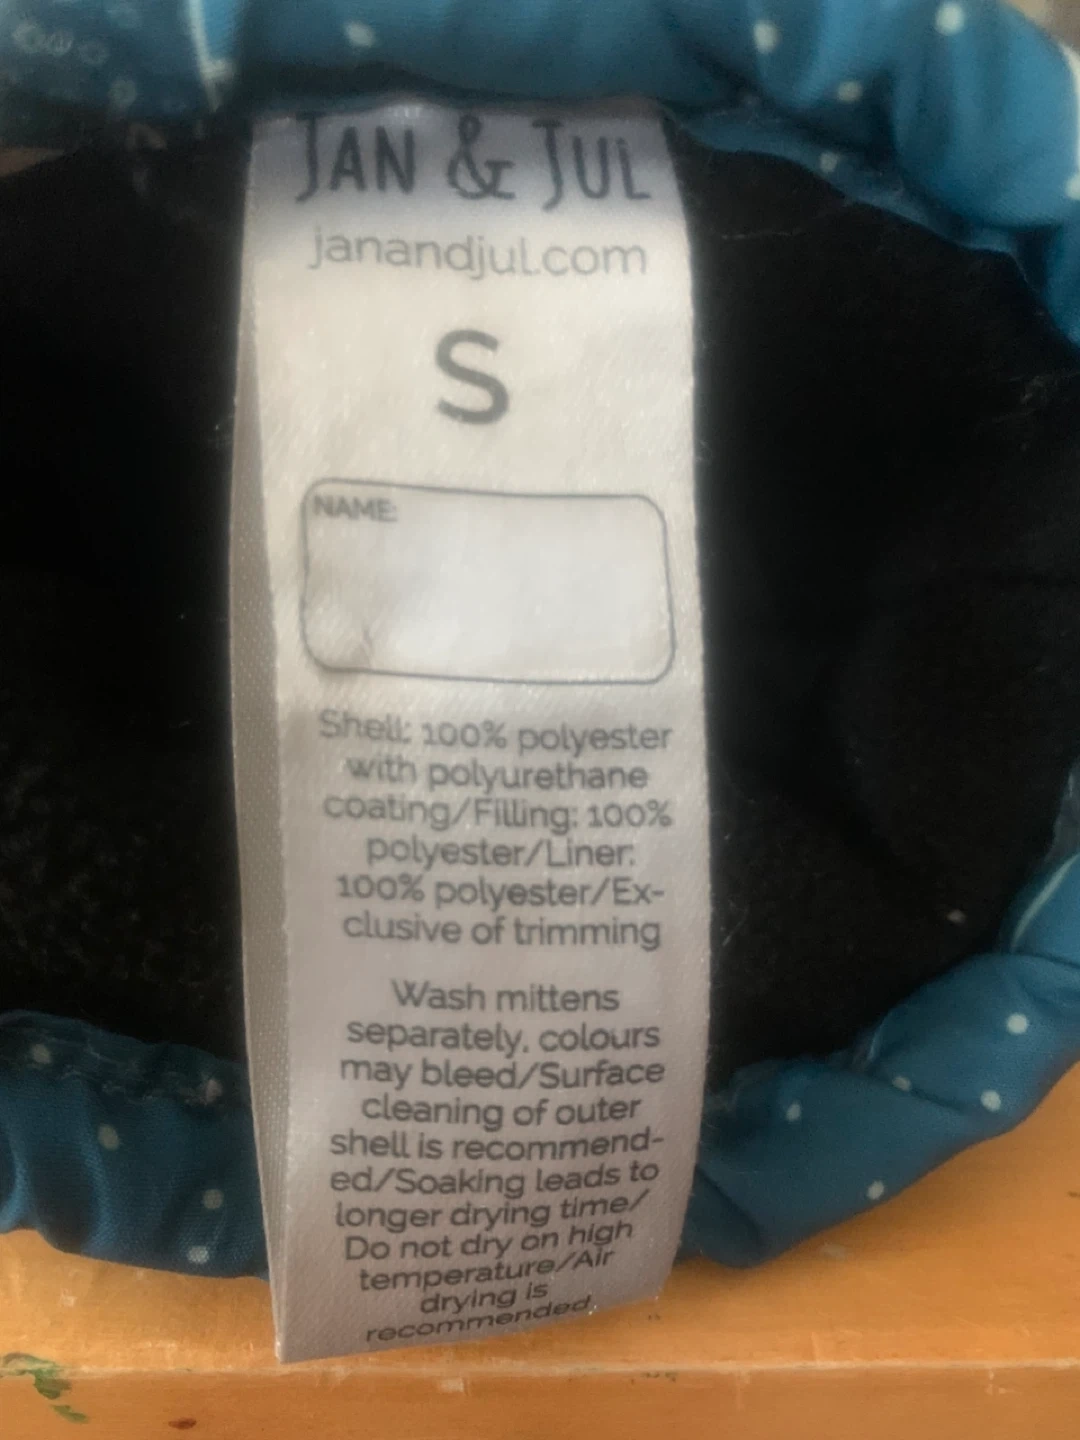 JAN & JUL
janandjul.com
S
NAME:
Shell: 100% polyester
with polyurethane
coating/Filling: 100%
polyester/Liner:
100% polyester/Ex-
clusive of trimming
Wash mittens
separately, colours
may bleed/Surface
cleaning of outer
shell is recommend-
ed/Soaking leads to
longer drying time/
Do not dry on high
temperature/Air
drying is
recommended